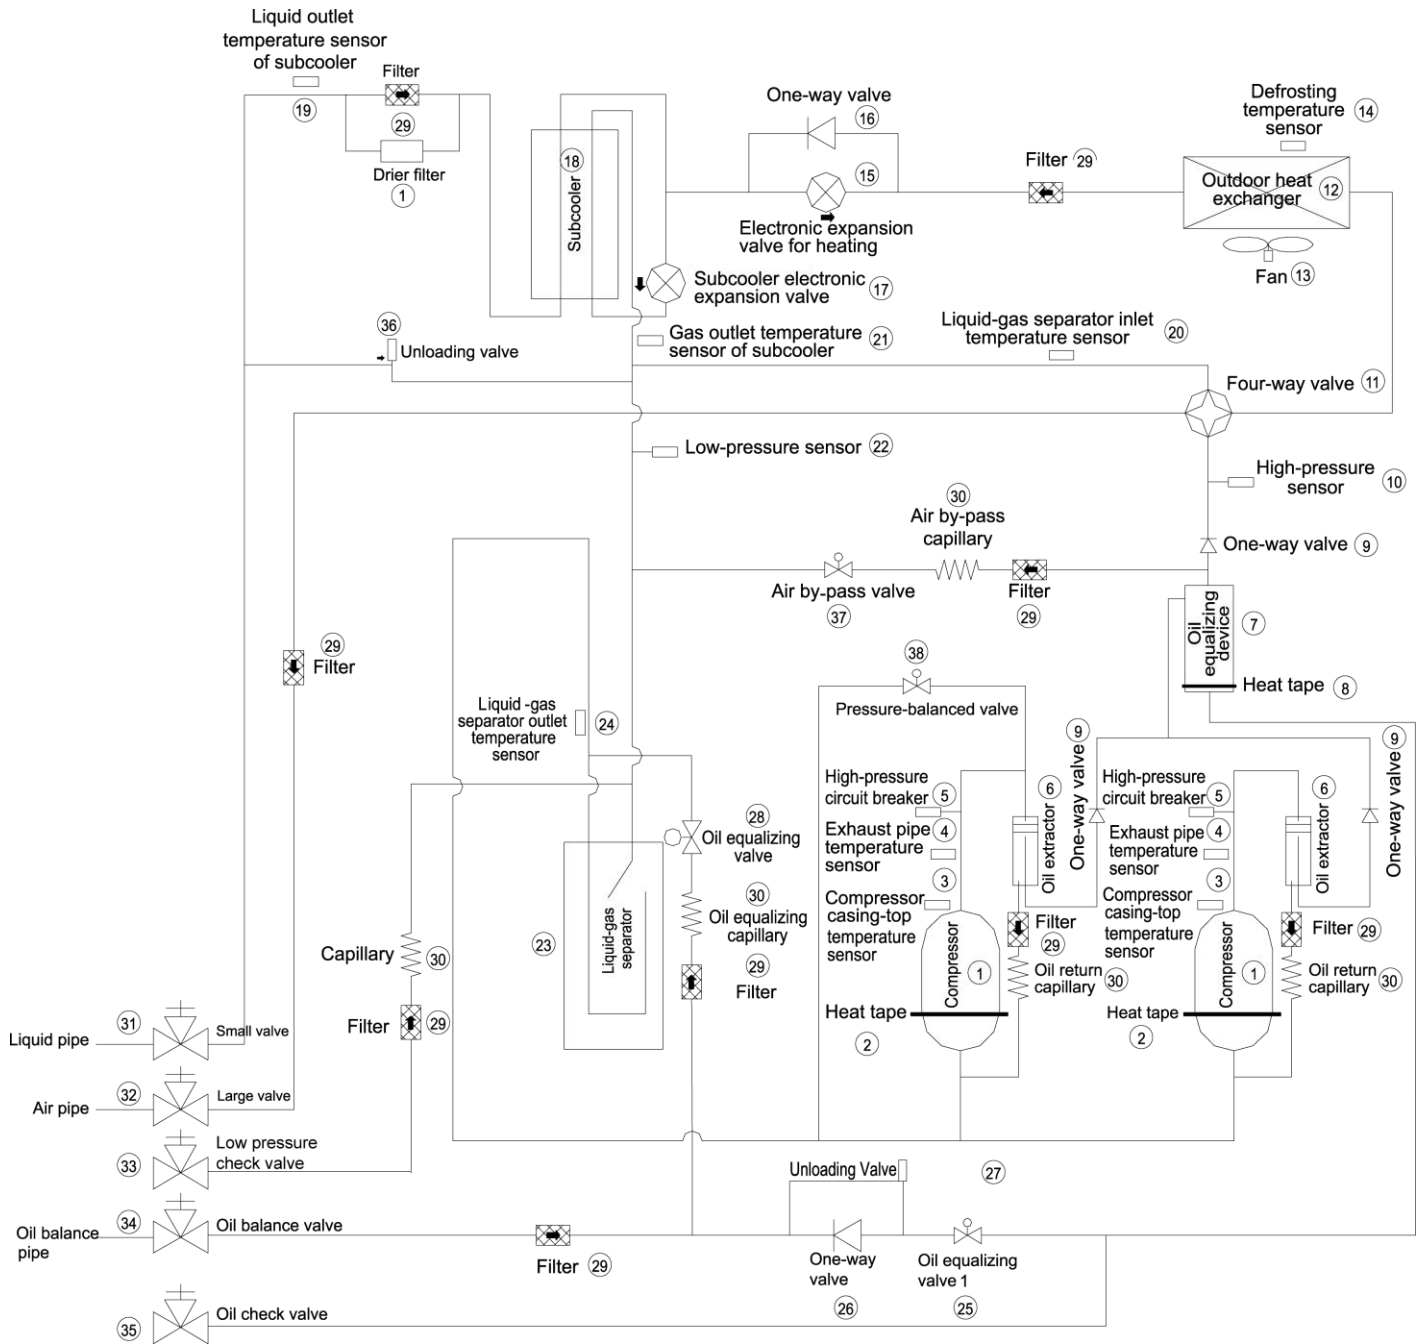 Liquid outlet
temperature sensor
of subcooler
19
Filter
29
Drier filter
1
18
Subcooler
One-way valve
16
15
Electronic expansion
valve for heating
Filter 29
Defrosting
temperature
sensor
14
Outdoor heat
exchanger
12
Fan
13
Subcooler electronic
expansion valve
17
36
Unloading valve
Gas outlet temperature
sensor of subcooler
21
Liquid-gas separator inlet
temperature sensor
20
Four-way valve
11
Low-pressure sensor
22
High-pressure
sensor
10
30
Air by-pass
capillary
One-way valve
9
Air by-pass valve
37
Filter
29
Oil
equalizing
device
7
Heat tape
8
29
Filter
38
Pressure-balanced valve
Liquid -gas
separator outlet
temperature
sensor
24
High-pressure
circuit breaker
5
Exhaust pipe
temperature
sensor
4
3
Compressor
casing-top
temperature
sensor
6
Oil extractor
9
One-way valve
High-pressure
circuit breaker
5
Exhaust pipe
temperature
sensor
4
3
Compressor
casing-top
temperature
sensor
6
Oil extractor
9
One-way valve
28
Oil equalizing
valve
30
Oil equalizing
capillary
29
Filter
23
Liquid-gas
separator
Capillary
30
Filter
29
Filter
29
Oil return
capillary
30
Compressor
1
Heat tape
2
Filter
29
Oil return
capillary
30
Compressor
1
Heat tape
2
31
Liquid pipe
Small valve
32
Air pipe
Large valve
33
Low pressure
check valve
34
Oil balance
pipe
Oil balance valve
Filter
29
Unloading Valve
27
One-way
valve
26
Oil equalizing
valve 1
25
35
Oil check valve